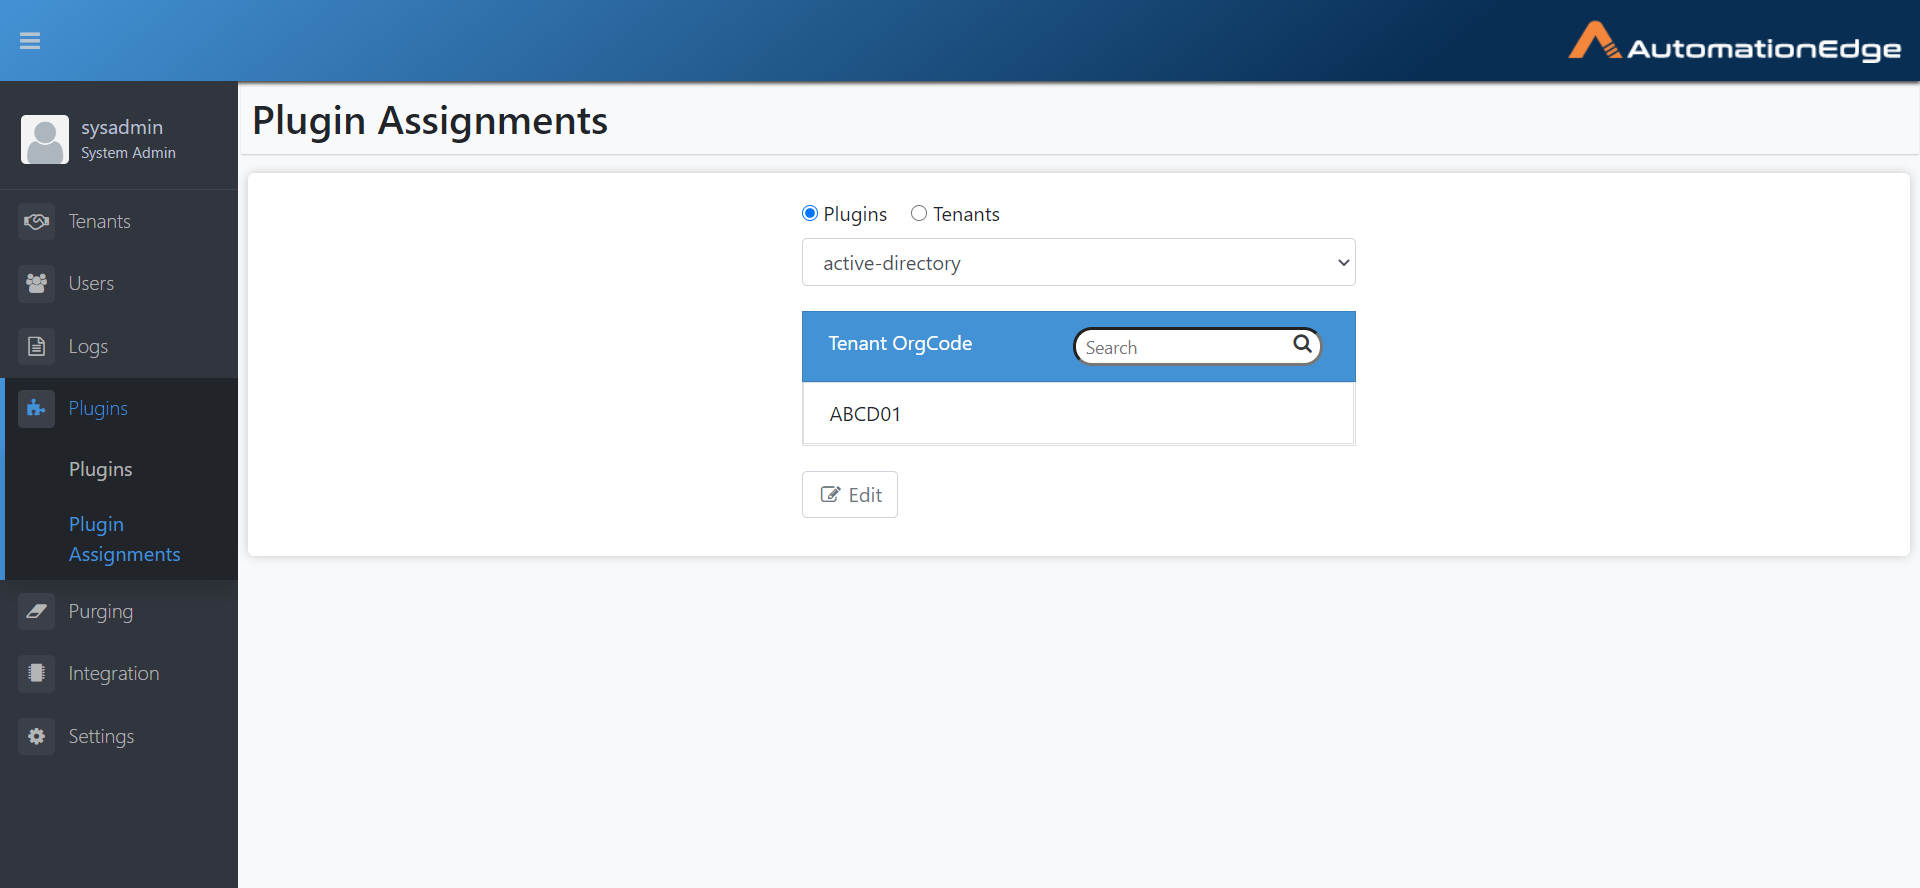 AutomationEdge
sysadmin
System Admin
Tenants
Users
Logs
Plugins
Plugins
Plugin
Assignments
Purging
Integration
Settings
Plugin Assignments
Plugins Tenants
active-directory
Tenant OrgCode Search
ABCD01
Edit